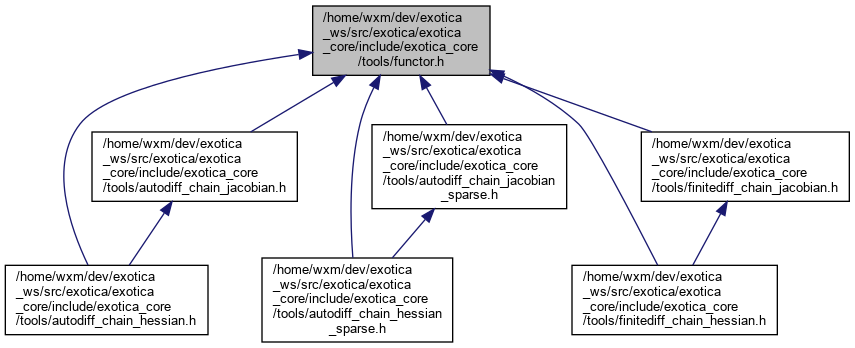 /home/wxm/dev/exotica
_ws/src/exotica/exotica
_core/include/exotica_core
/tools/functor.h
/home/wxm/dev/exotica
_ws/src/exotica/exotica
_core/include/exotica_core
/tools/autodiff_chain_jacobian.h
/home/wxm/dev/exotica
_ws/src/exotica/exotica
_core/include/exotica_core
/tools/autodiff_chain_jacobian
_sparse.h
/home/wxm/dev/exotica
_ws/src/exotica/exotica
_core/include/exotica_core
/tools/finitediff_chain_jacobian.h
/home/wxm/dev/exotica
_ws/src/exotica/exotica
_core/include/exotica_core
/tools/autodiff_chain_hessian.h
/home/wxm/dev/exotica
_ws/src/exotica/exotica
_core/include/exotica_core
/tools/autodiff_chain_hessian
_sparse.h
/home/wxm/dev/exotica
_ws/src/exotica/exotica
_core/include/exotica_core
/tools/finitediff_chain_hessian.h